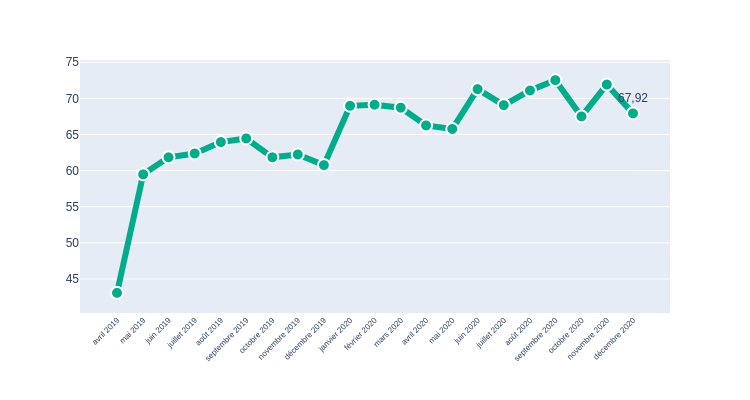 75
70
65
60
55
50
45
67,92
avril 2019
mai 2019
juin 2019
juillet 2019
août 2019
septembre 2019
octobre 2019
novembre 2019
décembre 2019
janvier 2020
février 2020
mars 2020
avril 2020
mai 2020
juin 2020
juillet 2020
août 2020
septembre 2020
octobre 2020
novembre 2020
décembre 2020